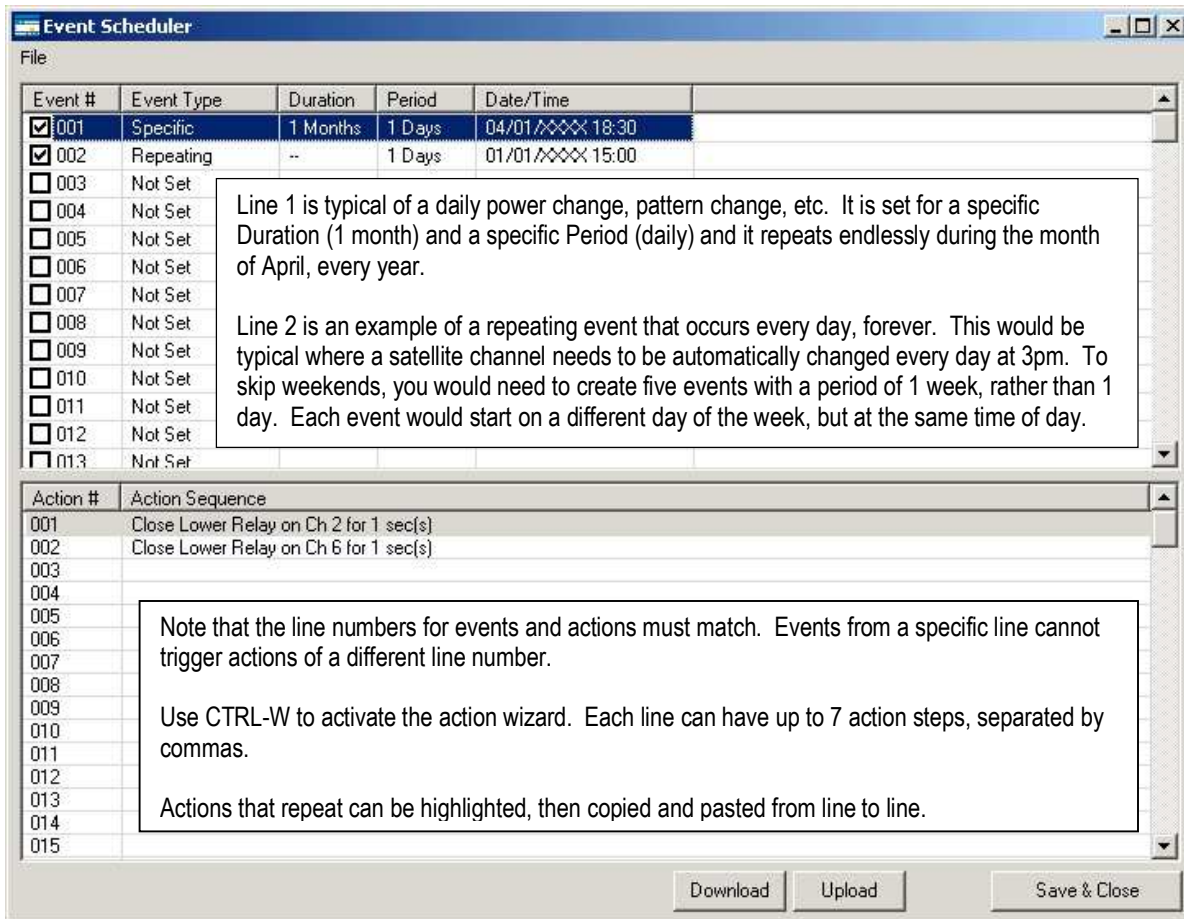 Event Scheduler
File
Event # Event Type Duration Period Date/Time
001 Specific 1 Months 1 Days 04/01/XXXX 18:30
002 Repeating -- 1 Days 01/01/XXXX 15:00
003 Not Set
004 Not Set
005 Not Set
006 Not Set
007 Not Set
008 Not Set
009 Not Set
010 Not Set
011 Not Set
012 Not Set
013 Not Set
Line 1 is typical of a daily power change, pattern change, etc. It is set for a specific
Duration (1 month) and a specific Period (daily) and it repeats endlessly during the month
of April, every year.
Line 2 is an example of a repeating event that occurs every day, forever. This would be
typical where a satellite channel needs to be automatically changed every day at 3pm. To
skip weekends, you would need to create five events with a period of 1 week, rather than 1
day. Each event would start on a different day of the week, but at the same time of day.
Action # Action Sequence
001 Close Lower Relay on Ch 2 for 1 sec(s)
002 Close Lower Relay on Ch 6 for 1 sec(s)
003
004
005
006
007
008
009
010
011
012
013
014
015
Note that the line numbers for events and actions must match. Events from a specific line cannot
trigger actions of a different line number.
Use CTRL-W to activate the action wizard. Each line can have up to 7 action steps, separated by
commas.
Actions that repeat can be highlighted, then copied and pasted from line to line.
Download Upload Save & Close